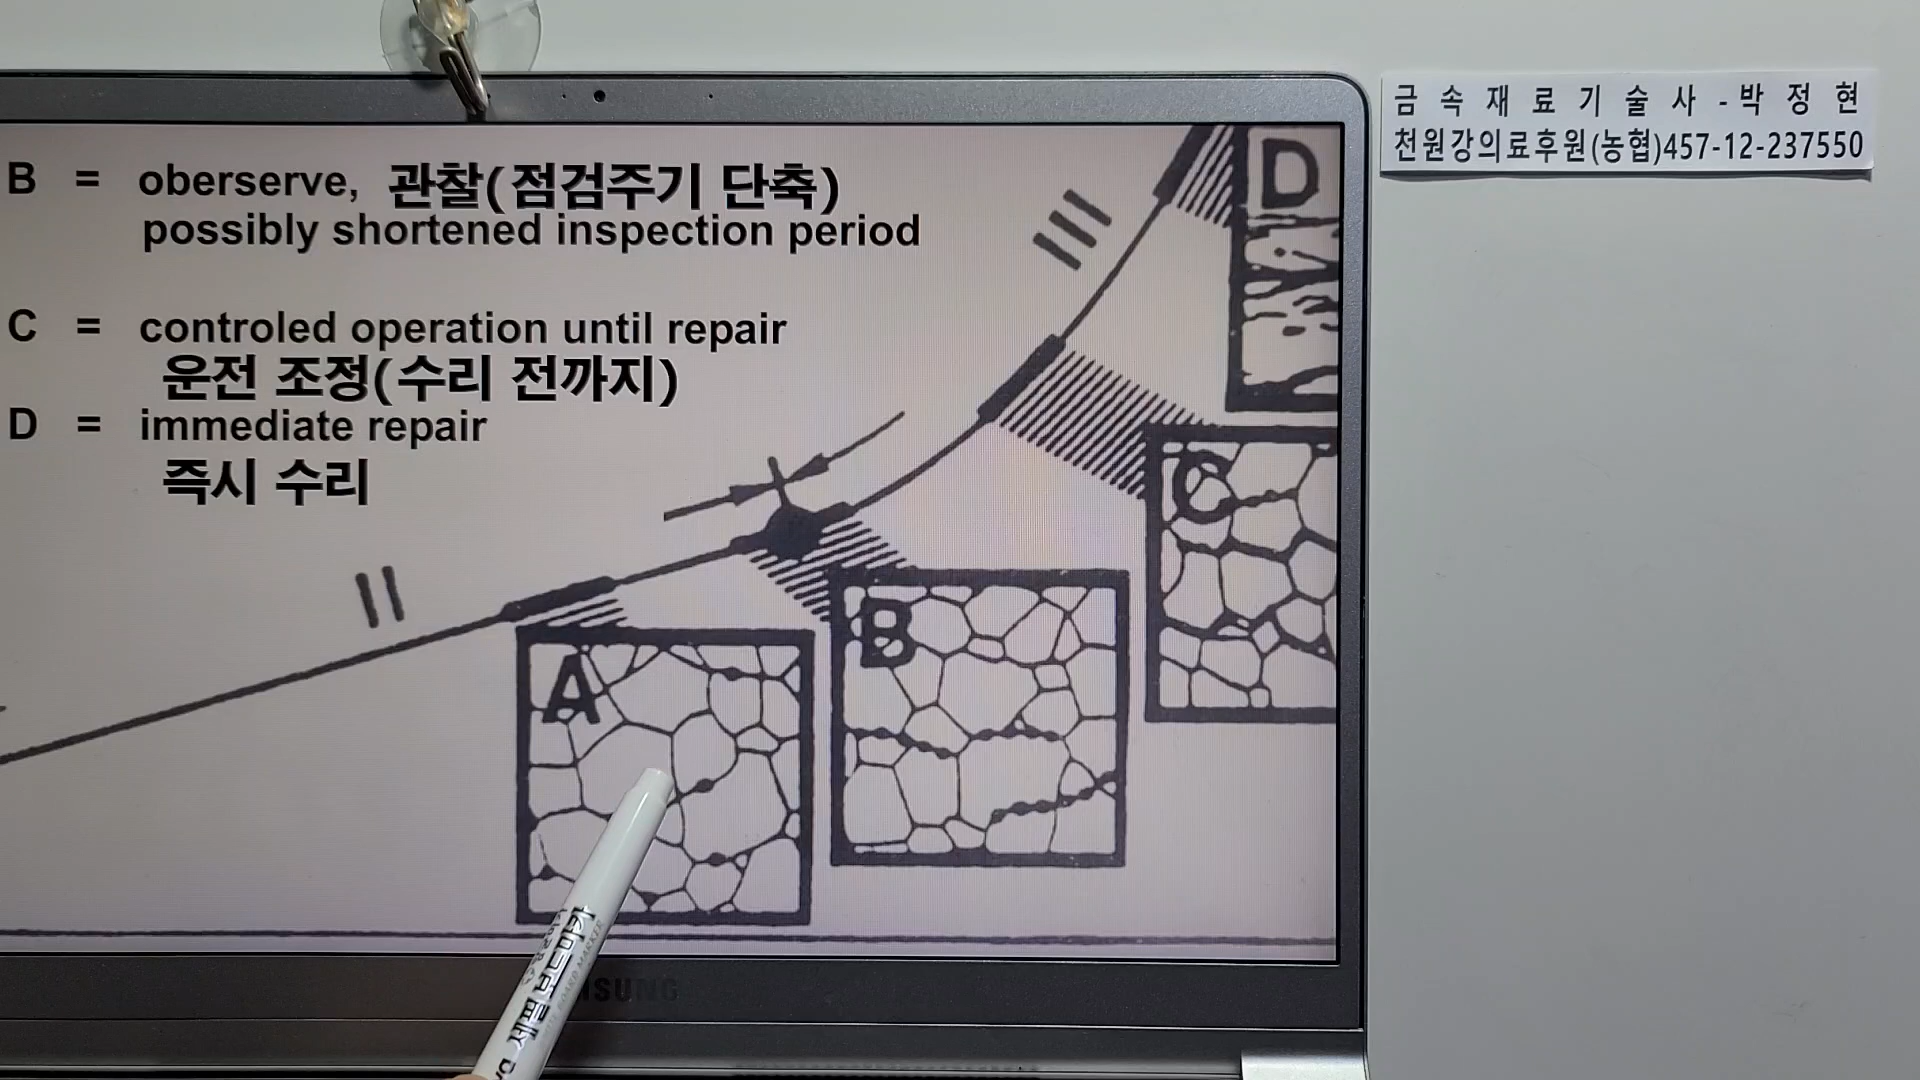 금 속 재 료 기 술 사 - 박 정 현
천원강의료후원(농협)457-12-237550
B = oberserve, 관찰(점검주기 단축)
possibly shortened inspection period
C = controled operation until repair
운전 조정(수리 전까지)
D = immediate repair
즉시 수리
III
D
C
II
B
A